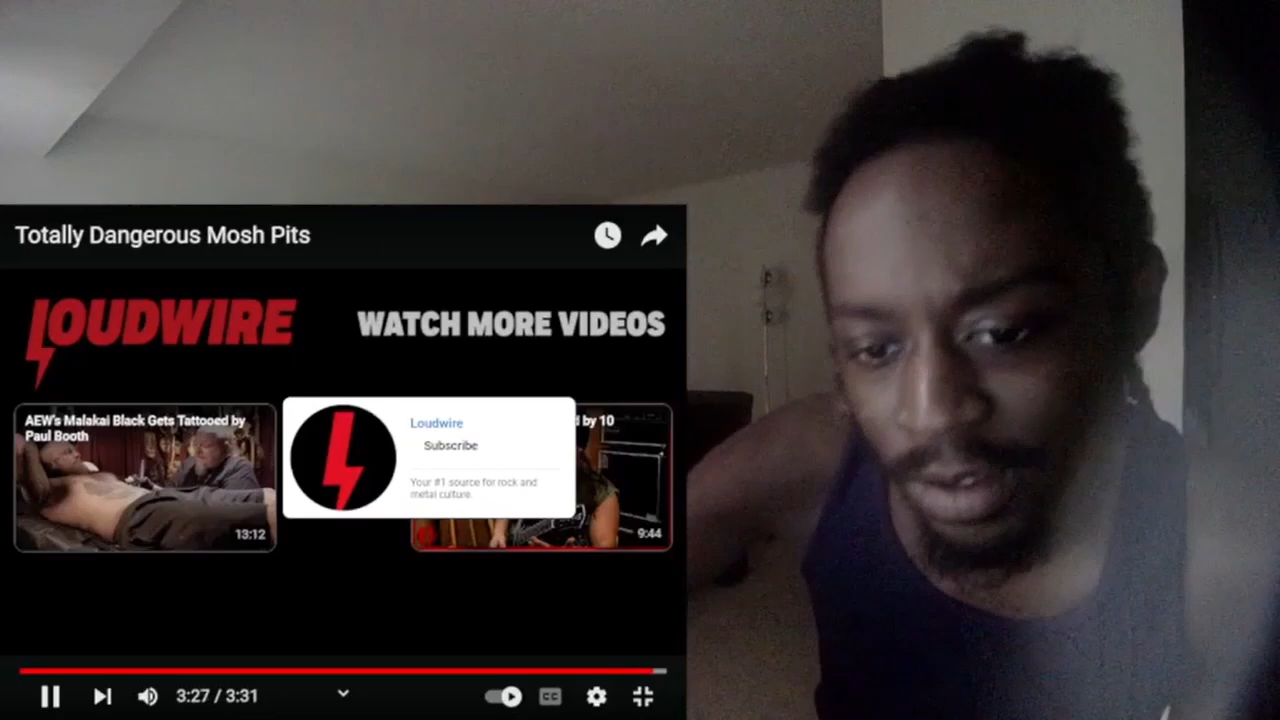 Totally Dangerous Mosh Pits
LOUDWIRE
WATCH MORE VIDEOS
AEW's Malakai Black Gets Tattooed by
Paul Booth
13:12
Loudwire
Subscribe
Your #1 source for rock and
metal culture.
d by 10
9:44
3:27 / 3:31
CC